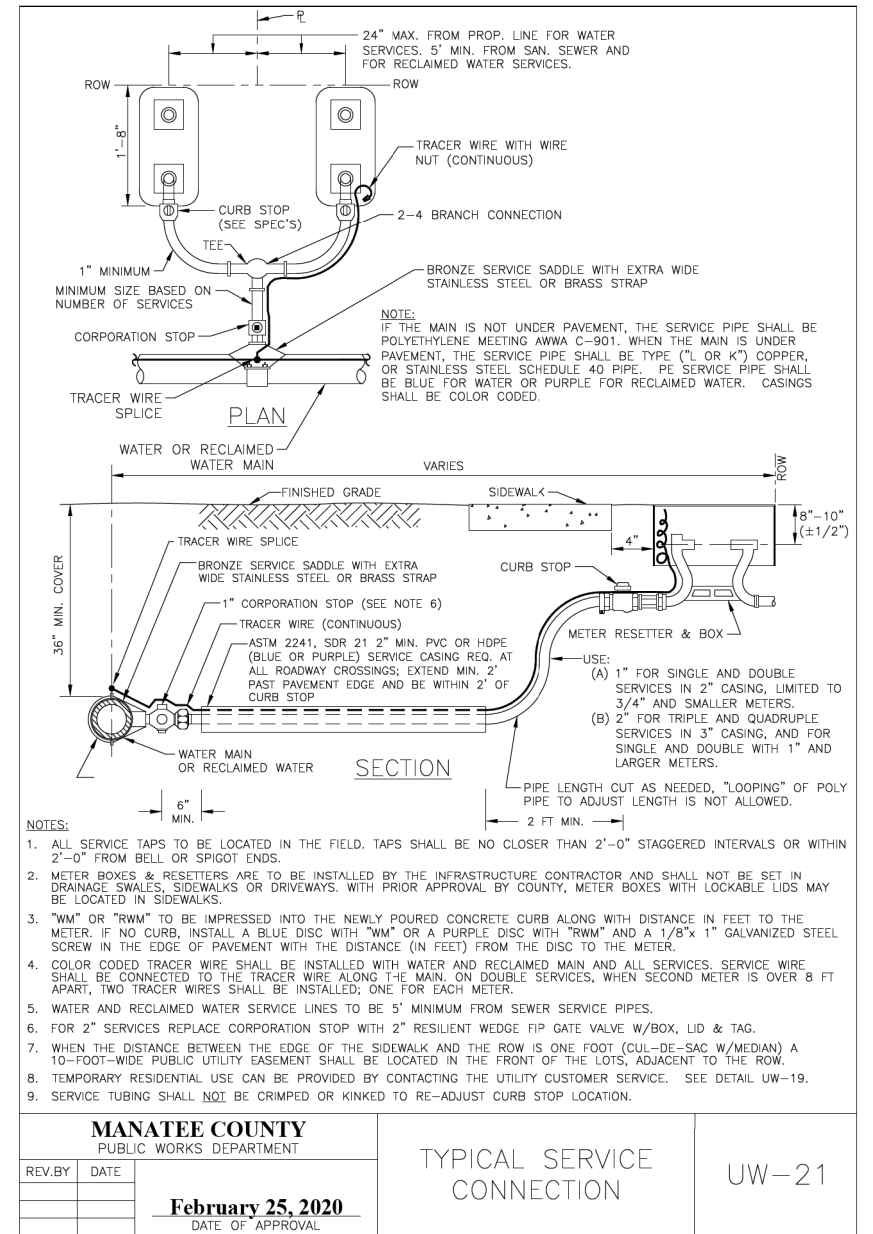 P̲L
24" MAX. FROM PROP. LINE FOR WATER
SERVICES. 5' MIN. FROM SAN. SEWER AND
FOR RECLAIMED WATER SERVICES.
ROW
ROW
1'-8"
TRACER WIRE WITH WIRE
NUT (CONTINUOUS)
CURB STOP
(SEE SPEC'S)
2-4 BRANCH CONNECTION
TEE
1" MINIMUM
BRONZE SERVICE SADDLE WITH EXTRA WIDE
STAINLESS STEEL OR BRASS STRAP
MINIMUM SIZE BASED ON
NUMBER OF SERVICES
CORPORATION STOP
NOTE:
IF THE MAIN IS NOT UNDER PAVEMENT, THE SERVICE PIPE SHALL BE
POLYETHYLENE MEETING AWWA C-901. WHEN THE MAIN IS UNDER
PAVEMENT, THE SERVICE PIPE SHALL BE TYPE ("L OR K") COPPER,
OR STAINLESS STEEL SCHEDULE 40 PIPE. PE SERVICE PIPE SHALL
BE BLUE FOR WATER OR PURPLE FOR RECLAIMED WATER. CASINGS
SHALL BE COLOR CODED.
TRACER WIRE
SPLICE
PLAN
WATER OR RECLAIMED
WATER MAIN
VARIES
ROW
FINISHED GRADE
SIDEWALK
8"-10"
(±1/2")
4"
36" MIN. COVER
TRACER WIRE SPLICE
BRONZE SERVICE SADDLE WITH EXTRA
WIDE STAINLESS STEEL OR BRASS STRAP
CURB STOP
1" CORPORATION STOP (SEE NOTE 6)
TRACER WIRE (CONTINUOUS)
ASTM 2241, SDR 21 2" MIN. PVC OR HDPE
(BLUE OR PURPLE) SERVICE CASING REQ. AT
ALL ROADWAY CROSSINGS; EXTEND MIN. 2'
PAST PAVEMENT EDGE AND BE WITHIN 2' OF
CURB STOP
METER RESETTER & BOX
USE:
(A) 1" FOR SINGLE AND DOUBLE
SERVICES IN 2" CASING, LIMITED TO
3/4" AND SMALLER METERS.
(B) 2" FOR TRIPLE AND QUADRUPLE
SERVICES IN 3" CASING, AND FOR
SINGLE AND DOUBLE WITH 1" AND
LARGER METERS.
WATER MAIN
OR RECLAIMED WATER
SECTION
PIPE LENGTH CUT AS NEEDED, "LOOPING" OF POLY
PIPE TO ADJUST LENGTH IS NOT ALLOWED.
6"
MIN.
2 FT MIN.
NOTES:
1. ALL SERVICE TAPS TO BE LOCATED IN THE FIELD. TAPS SHALL BE NO CLOSER THAN 2'-0" STAGGERED INTERVALS OR WITHIN
2'-0" FROM BELL OR SPIGOT ENDS.
2. METER BOXES & RESETTERS ARE TO BE INSTALLED BY THE INFRASTRUCTURE CONTRACTOR AND SHALL NOT BE SET IN
DRAINAGE SWALES, SIDEWALKS OR DRIVEWAYS. WITH PRIOR APPROVAL BY COUNTY, METER BOXES WITH LOCKABLE LIDS MAY
BE LOCATED IN SIDEWALKS.
3. "WM" OR "RWM" TO BE IMPRESSED INTO THE NEWLY POURED CONCRETE CURB ALONG WITH DISTANCE IN FEET TO THE
METER. IF NO CURB, INSTALL A BLUE DISC WITH "WM" OR A PURPLE DISC WITH "RWM" AND A 1/8"x 1" GALVANIZED STEEL
SCREW IN THE EDGE OF PAVEMENT WITH THE DISTANCE (IN FEET) FROM THE DISC TO THE METER.
4. COLOR CODED TRACER WIRE SHALL BE INSTALLED WITH WATER AND RECLAIMED MAIN AND ALL SERVICES. SERVICE WIRE
SHALL BE CONNECTED TO THE TRACER WIRE ALONG THE MAIN. ON DOUBLE SERVICES, WHEN SECOND METER IS OVER 8 FT
APART, TWO TRACER WIRES SHALL BE INSTALLED; ONE FOR EACH METER.
5. WATER AND RECLAIMED WATER SERVICE LINES TO BE 5' MINIMUM FROM SEWER SERVICE PIPES.
6. FOR 2" SERVICES REPLACE CORPORATION STOP WITH 2" RESILIENT WEDGE FIP GATE VALVE W/BOX, LID & TAG.
7. WHEN THE DISTANCE BETWEEN THE EDGE OF THE SIDEWALK AND THE ROW IS ONE FOOT (CUL-DE-SAC W/MEDIAN) A
10-FOOT-WIDE PUBLIC UTILITY EASEMENT SHALL BE LOCATED IN THE FRONT OF THE LOTS, ADJACENT TO THE ROW.
8. TEMPORARY RESIDENTIAL USE CAN BE PROVIDED BY CONTACTING THE UTILITY CUSTOMER SERVICE. SEE DETAIL UW-19.
9. SERVICE TUBING SHALL NOT BE CRIMPED OR KINKED TO RE-ADJUST CURB STOP LOCATION.
MANATEE COUNTY
PUBLIC WORKS DEPARTMENT
REV.BY DATE
February 25, 2020
DATE OF APPROVAL
TYPICAL SERVICE
CONNECTION
UW-21